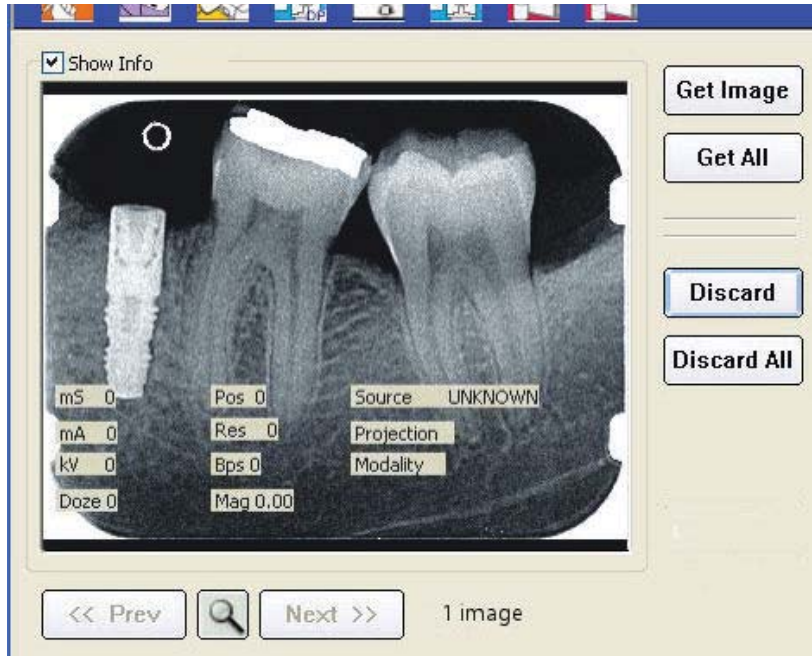 DP
Show Info
Get Image
Get All
Discard
Discard All
mS 0 Pos 0 Source UNKNOWN
mA 0 Res 0 Projection
kV 0 Bps 0 Modality
Doze 0 Mag 0.00
<< Prev Next >> 1 image